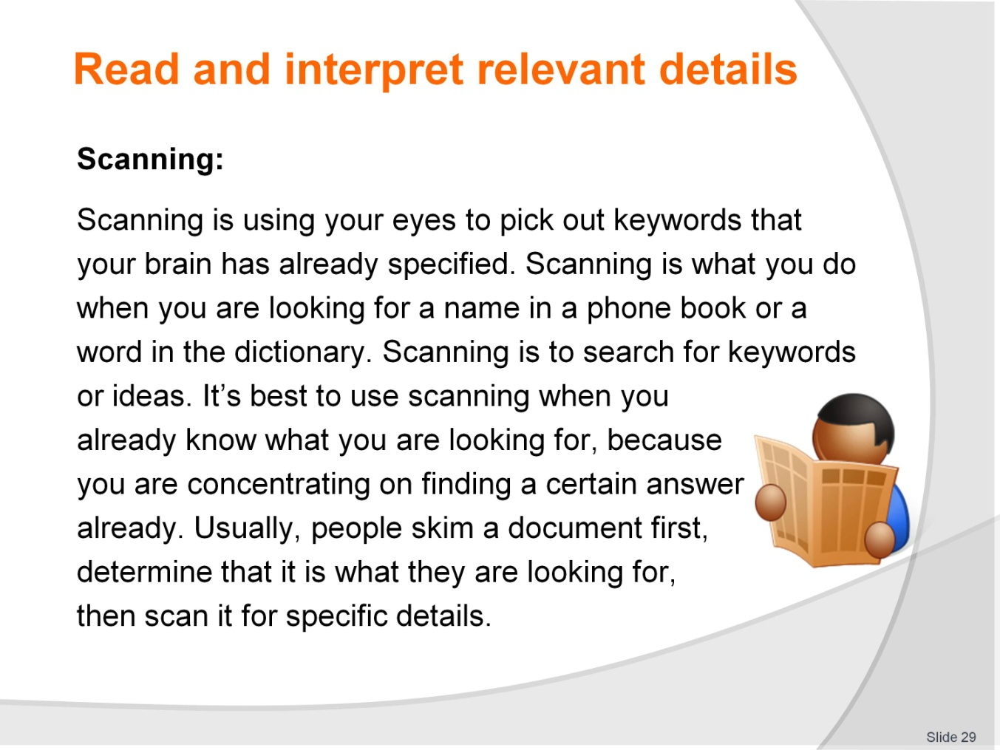 Read and interpret relevant details
Scanning:
Scanning is using your eyes to pick out keywords that
your brain has already specified. Scanning is what you do
when you are looking for a name in a phone book or a
word in the dictionary. Scanning is to search for keywords
or ideas. It’s best to use scanning when you
already know what you are looking for, because
you are concentrating on finding a certain answer
already. Usually, people skim a document first,
determine that it is what they are looking for,
then scan it for specific details.
Slide 29